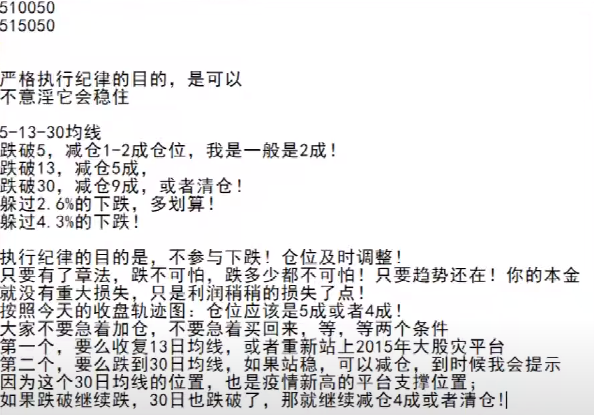 510050
515050
严格执行纪律的目的，是可以
不意淫它会稳住
5-13-30均线
跌破5，减仓1-2成仓位，我是一般是2成！
跌破13，减仓5成，
跌破30，减仓9成，或者清仓！
躲过2.6%的下跌，多划算！
躲过4.3%的下跌！
执行纪律的目的是，不参与下跌！仓位及时调整！
只要有了章法，跌不可怕，跌多少都不可怕！只要趋势还在！你的本金
就没有重大损失，只是利润稍稍的损失了点！
按照今天的收盘轨迹图：仓位应该是5成或者4成！
大家不要急着加仓，不要急着买回来，等，等两个条件
第一个，要么收复13日均线，或者重新站上2015年大股灾平台
第二个，要么跌到30日均线，如果站稳，可以减仓，到时候我会提示
因为这个30日均线的位置，也是疫情新高的平台支撑位置；
如果跌破继续跌，30日也跌破了，那就继续减仓4成或者清仓！